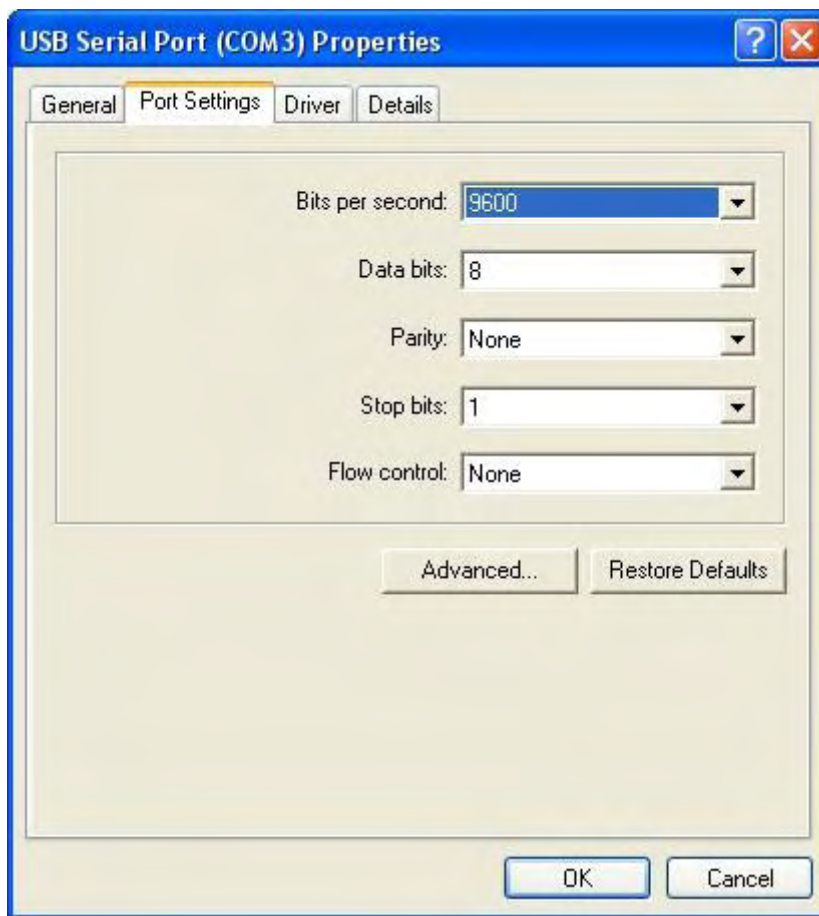 USB Serial Port (COM3) Properties
General Port Settings Driver Details
Bits per second: 9600
Data bits: 8
Parity: None
Stop bits: 1
Flow control: None
Advanced... Restore Defaults
OK Cancel